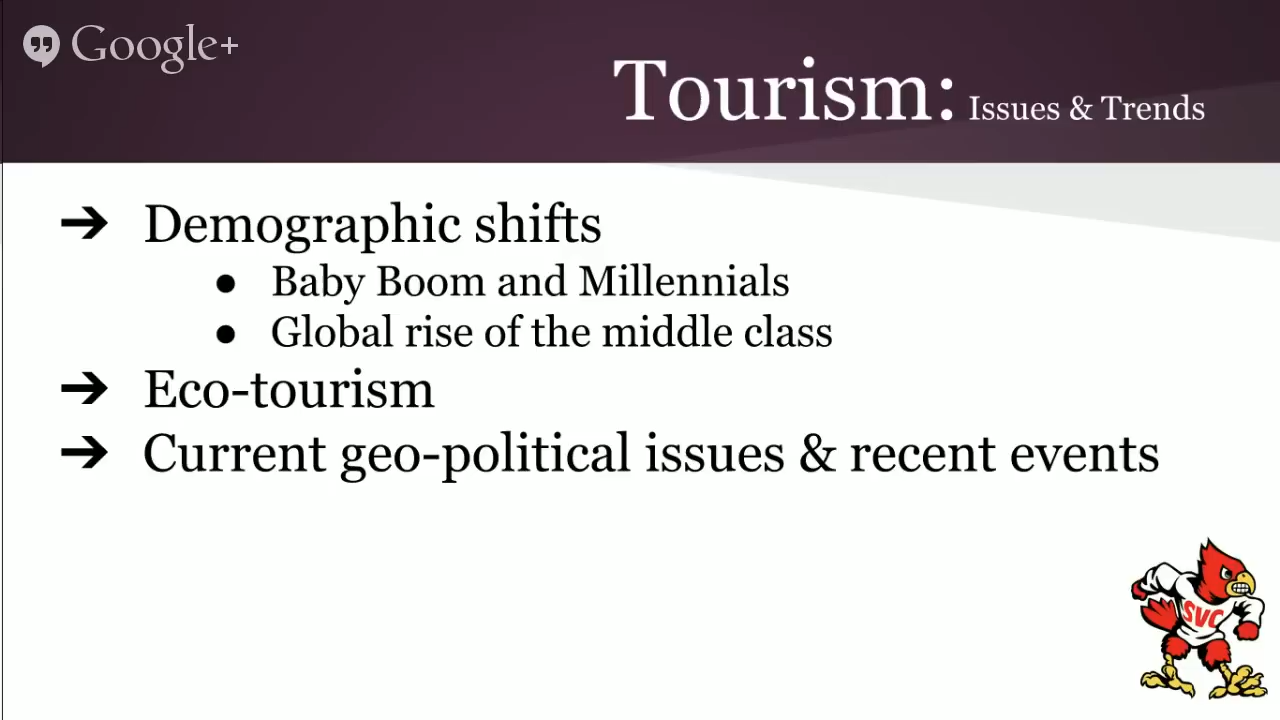 Google+
Tourism: Issues & Trends
➔ Demographic shifts
● Baby Boom and Millennials
● Global rise of the middle class
➔ Eco-tourism
➔ Current geo-political issues & recent events
SVC